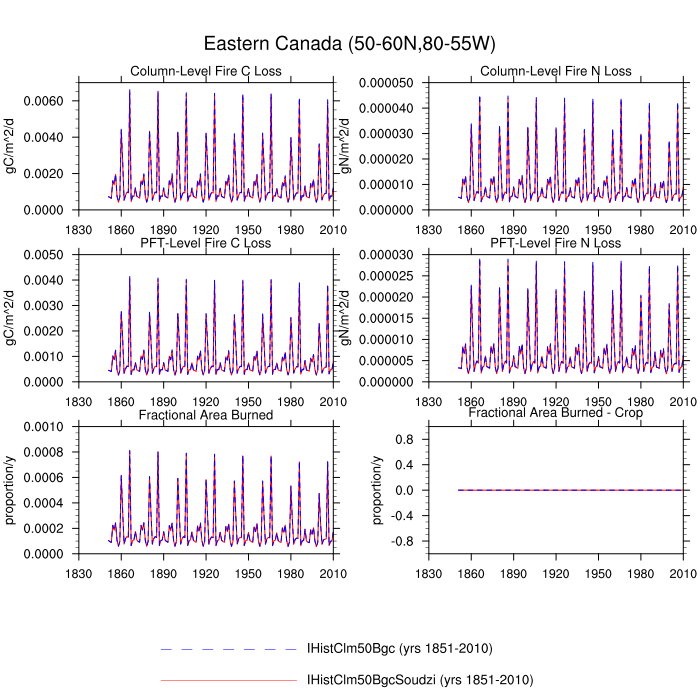 Eastern Canada (50-60N,80-55W)
Column-Level Fire C Loss
gC/m^2/d
0.0060
0.0040
0.0020
0.0000
1830 1860 1890 1920 1950 1980 2010
Column-Level Fire N Loss
gN/m^2/d
0.000050
0.000040
0.000030
0.000020
0.000010
0.000000
1830 1860 1890 1920 1950 1980 2010
PFT-Level Fire C Loss
gC/m^2/d
0.0050
0.0040
0.0030
0.0020
0.0010
0.0000
1830 1860 1890 1920 1950 1980 2010
PFT-Level Fire N Loss
gN/m^2/d
0.000030
0.000025
0.000020
0.000015
0.000010
0.000005
0.000000
1830 1860 1890 1920 1950 1980 2010
Fractional Area Burned
proportion/y
0.0010
0.0008
0.0006
0.0004
0.0002
0.0000
1830 1860 1890 1920 1950 1980 2010
Fractional Area Burned - Crop
proportion/y
0.8
0.4
0.0
-0.4
-0.8
1830 1860 1890 1920 1950 1980 2010
IHistClm50Bgc (yrs 1851-2010)
IHistClm50BgcSoudzi (yrs 1851-2010)